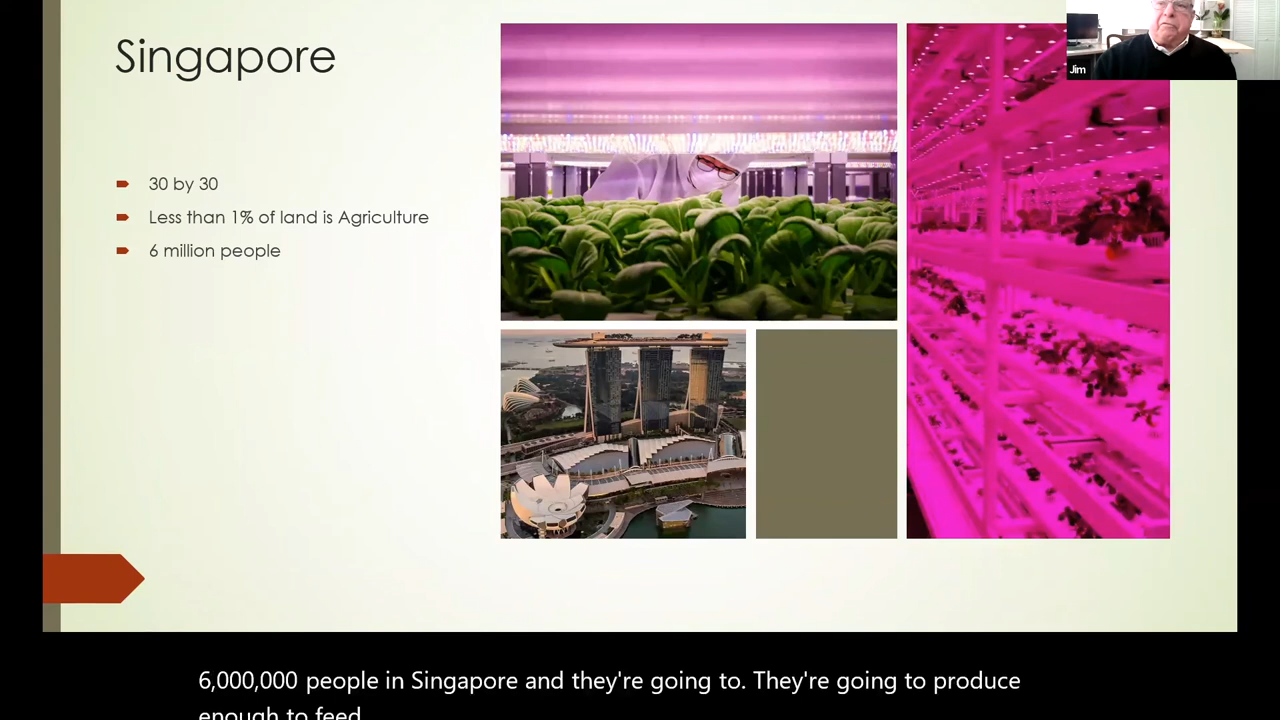 Singapore
30 by 30
Less than 1% of land is Agriculture
6 million people
Jim
6,000,000 people in Singapore and they're going to. They're going to produce
enough to feed